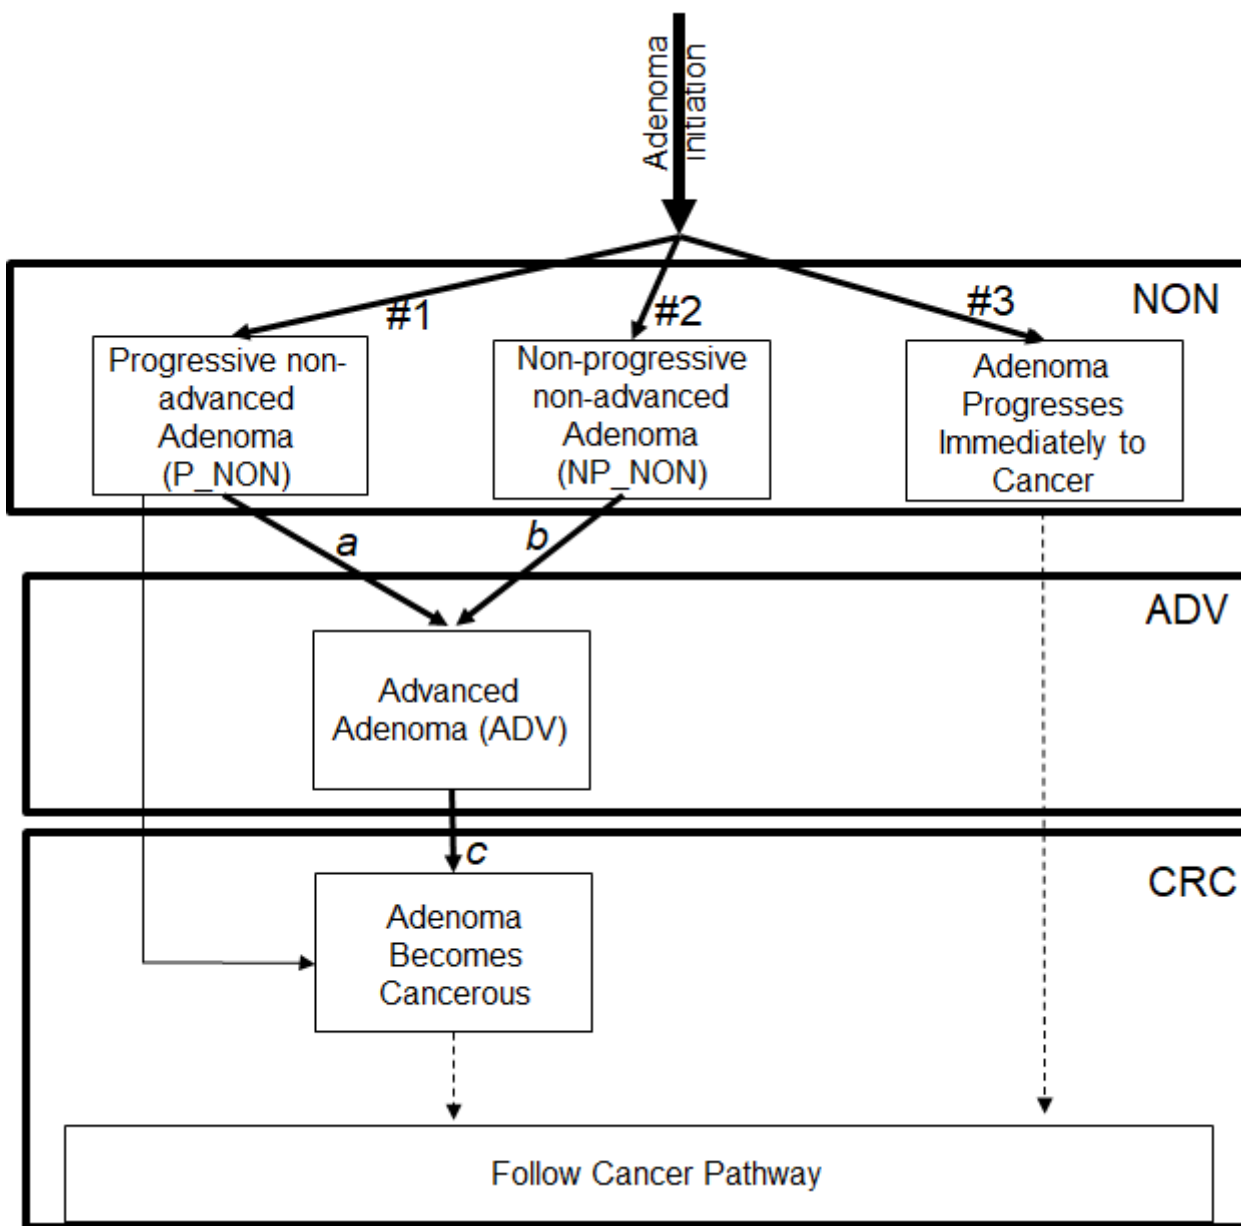 Adenoma
initiation
#1
#2
#3
NON
Progressive non-
advanced
Adenoma
(P_NON)
Non-progressive
non-advanced
Adenoma
(NP_NON)
Adenoma
Progresses
Immediately to
Cancer
a
b
ADV
Advanced
Adenoma (ADV)
c
CRC
Adenoma
Becomes
Cancerous
Follow Cancer Pathway